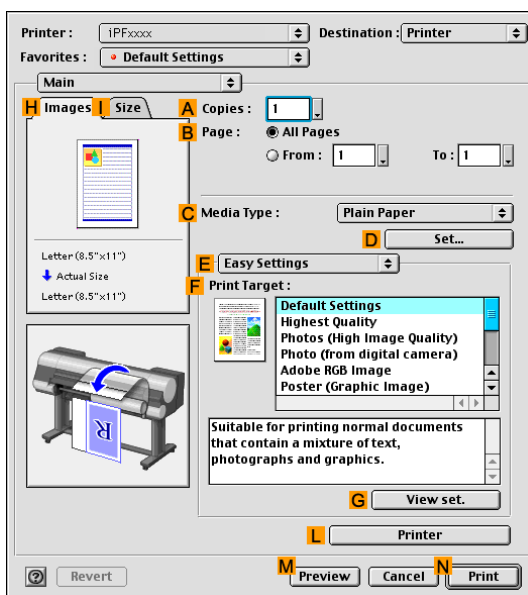 Printer : iPFxxxx Destination : Printer
Favorites : Default Settings
Main
H Images I Size
A Copies : 1
B Page : All Pages
From : 1 To : 1
C Media Type : Plain Paper
D Set...
Letter (8.5"x11")
Actual Size
Letter (8.5"x11")
E Easy Settings
F Print Target :
Default Settings
Highest Quality
Photos (High Image Quality)
Photo (from digital camera)
Adobe RGB Image
Poster (Graphic Image)
R
Suitable for printing normal documents
that contain a mixture of text,
photographs and graphics.
G View set.
L Printer
? Revert M Preview Cancel N Print